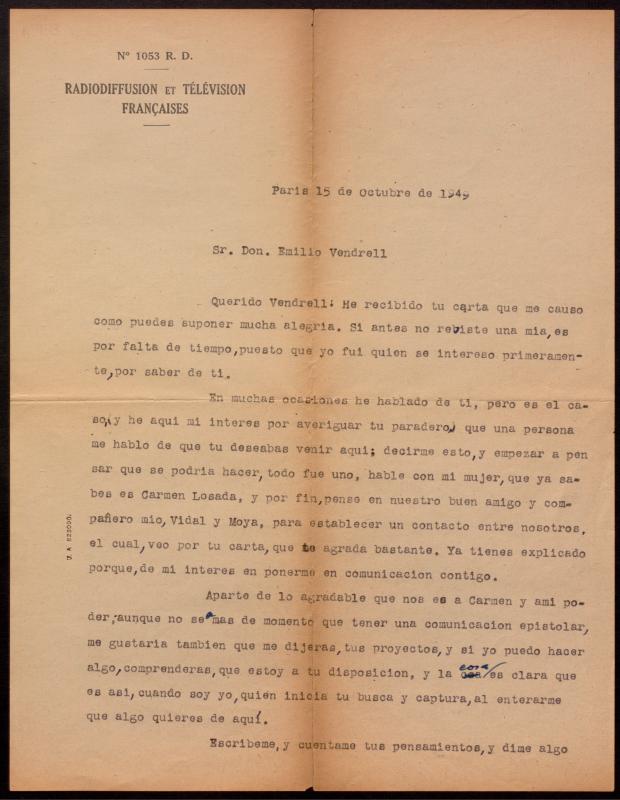 Nº 1053 R. D.
RADIODIFFUSION ET TÉLÉVISION
FRANÇAISES
Paris 15 de Octubre de 1949
Sr. Don. Emilio Vendrell
Querido Vendrell: He recibido tu carta que me causo
como puedes suponer mucha alegria. Si antes no reviste una mia,es
por falta de tiempo,puesto que yo fui quien se intereso primeramen-
te,por saber de ti.
En muchas ocasiones he hablado de ti, pero es el ca-
so(y he aqui mi interes por averiguar tu paradero) que una persona
me hablo de que tu deseabas venir aqui; decirme esto,y empezar a pen
sar que se podria hacer,todo fue uno, hable con mi mujer,que ya sa-
bes es Carmen Losada, y por fin,pense en nuestro buen amigo y com-
pañero mio,Vidal y Moya, para establecer un contacto entre nosotros,
el cual,veo por tu carta,que te agrada bastante. Ya tienes explicado
porque,de mi interes en ponerme en comunicacion contigo.
Aparte de lo agradable que nos es a Carmen y ami po-
der,aunque no sea mas de momento que tener una comunicacion epistolar,
me gustaria tambien que me dijeras,tus proyectos,y si yo puedo hacer
algo,comprenderas,que estoy a tu disposicion, y la cosa es clara que
es asi,cuando soy yo,quien inicia tu busca y captura,al enterarme
que algo quieres de aquí.
Escribeme,y cuentame tus pensamientos,y dime algo